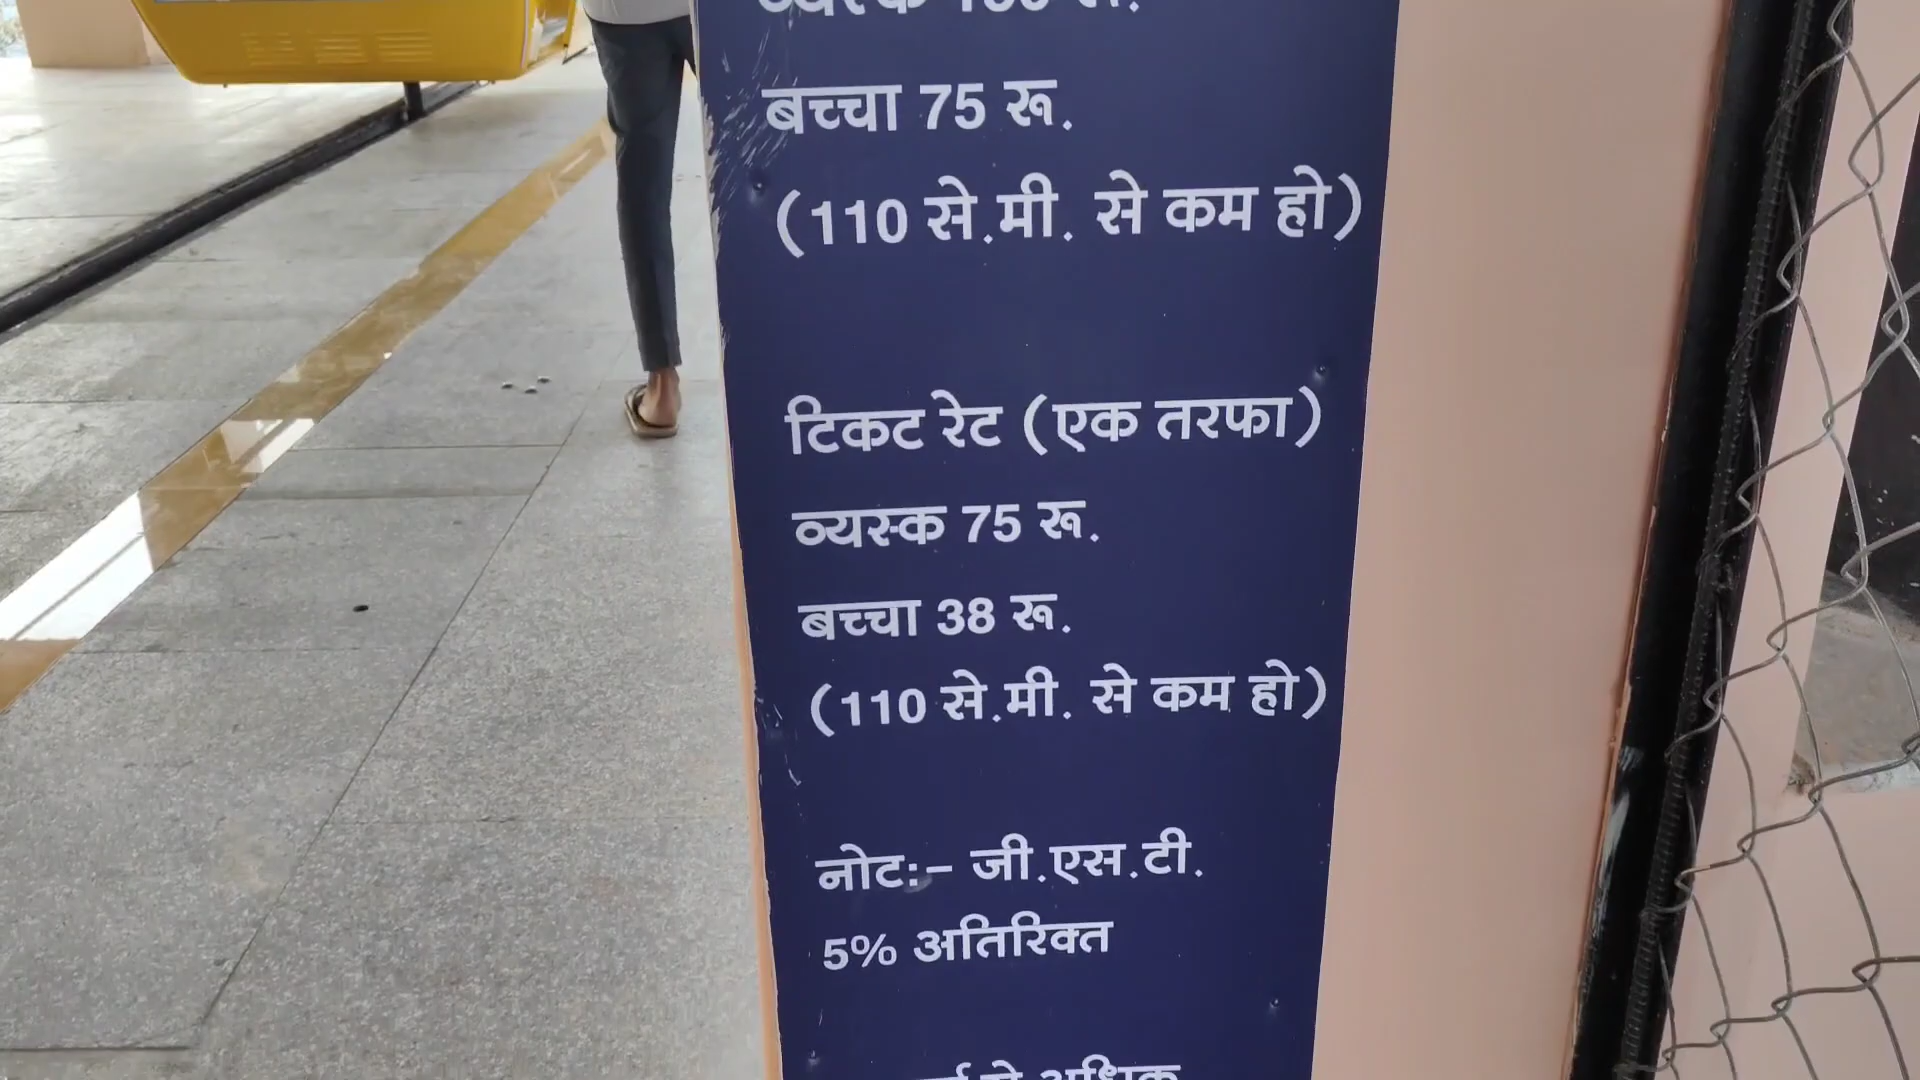 बच्चा 75 रू.
(110 से.मी. से कम हो)
टिकट रेट (एक तरफा)
व्यस्क 75 रू.
बच्चा 38 रू.
(110 से.मी. से कम हो)
नोट:– जी.एस.टी.
5% अतिरिक्त